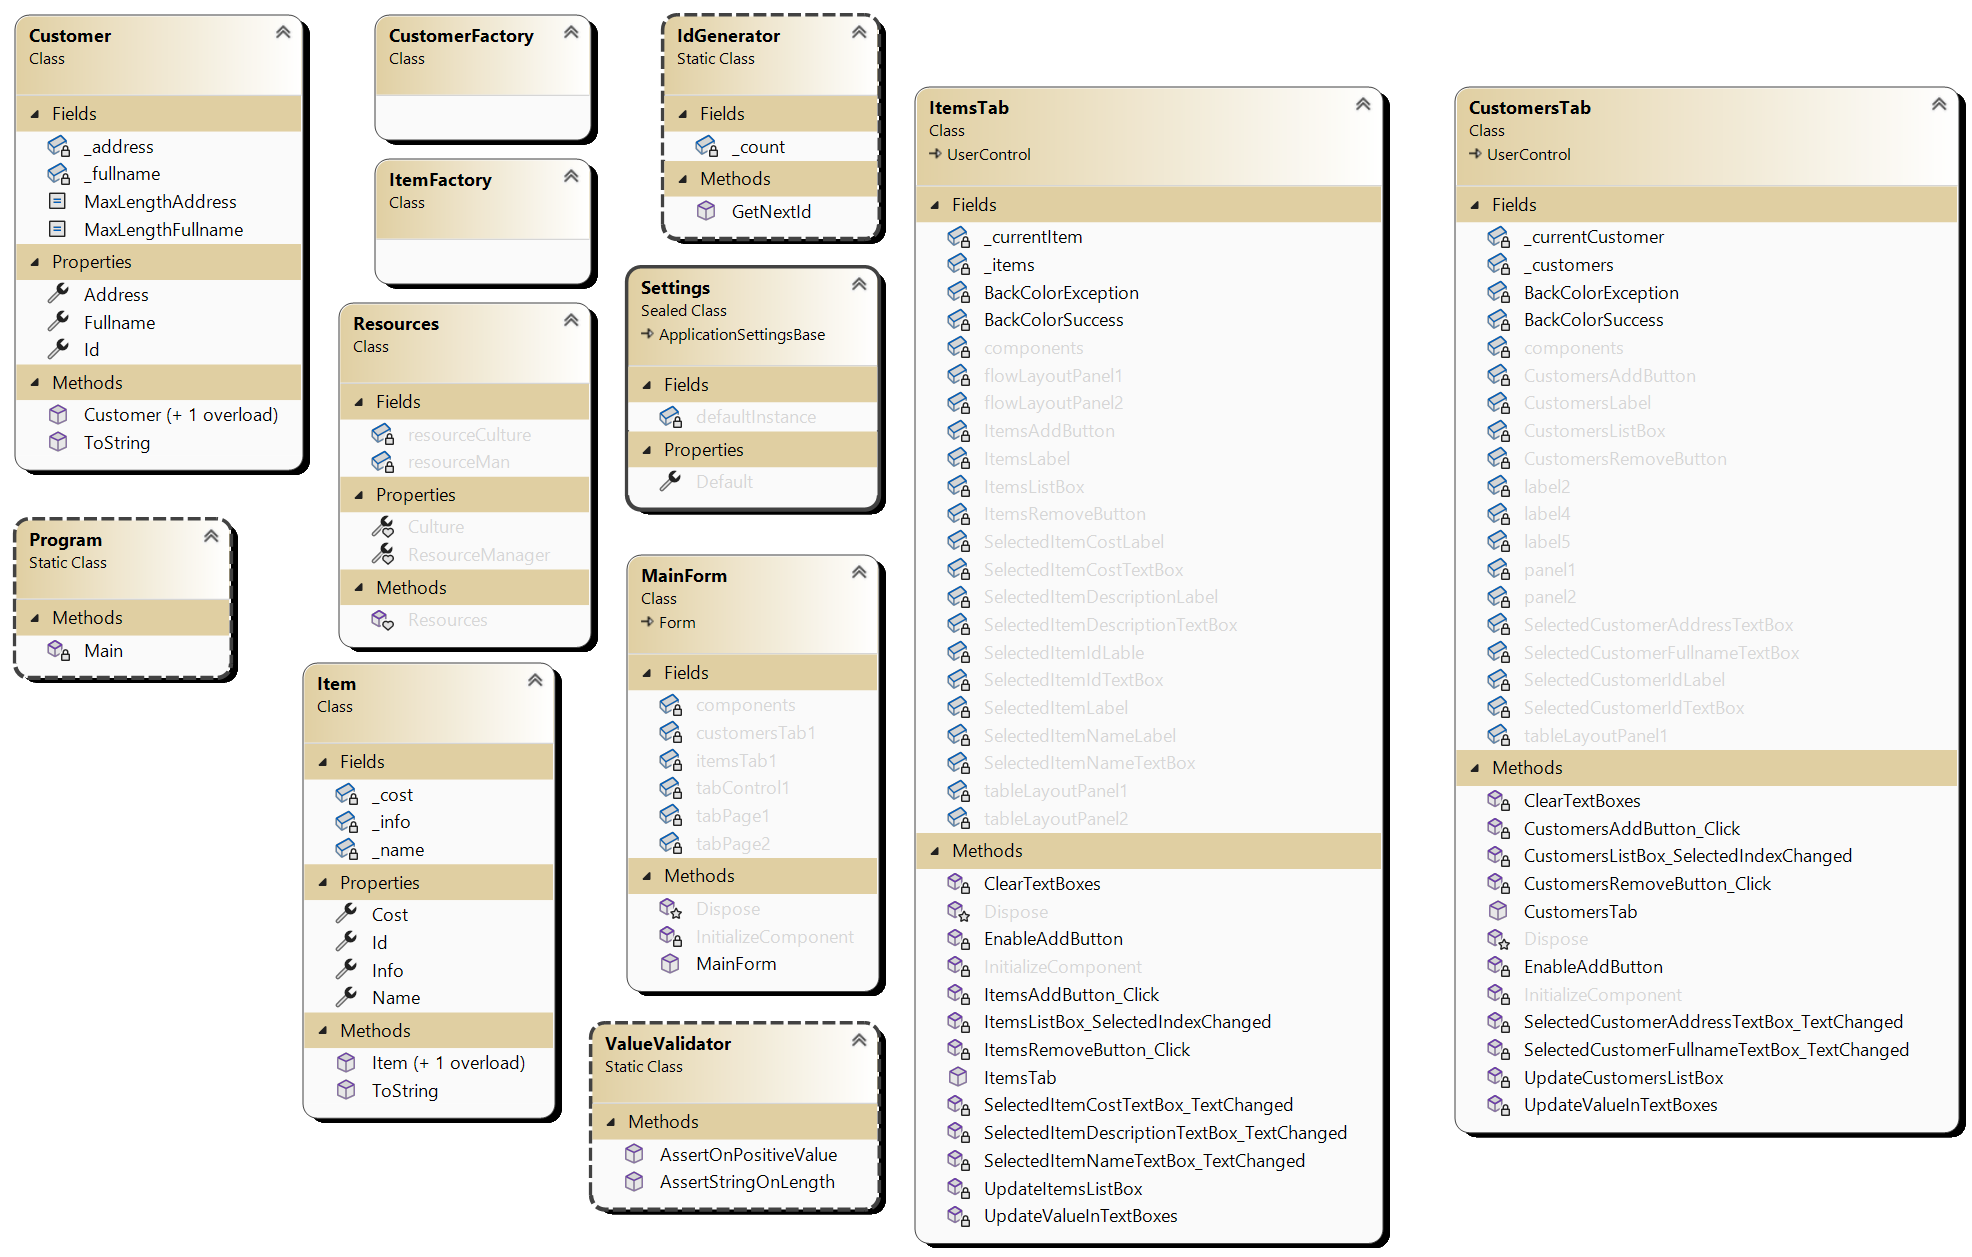 Customer
Class
Fields
_address
_fullname
MaxLengthAddress
MaxLengthFullname
Properties
Address
Fullname
Id
Methods
Customer (+ 1 overload)
ToString
Program
Static Class
Methods
Main
CustomerFactory
Class
ItemFactory
Class
Resources
Class
Fields
resourceCulture
resourceMan
Properties
Culture
ResourceManager
Methods
Resources
Item
Class
Fields
_cost
_info
_name
Properties
Cost
Id
Info
Name
Methods
Item (+ 1 overload)
ToString
IdGenerator
Static Class
Fields
_count
Methods
GetNextId
Settings
Sealed Class
ApplicationSettingsBase
Fields
defaultInstance
Properties
Default
MainForm
Class
Form
Fields
components
customersTab1
itemsTab1
tabControl1
tabPage1
tabPage2
Methods
Dispose
InitializeComponent
MainForm
ValueValidator
Static Class
Methods
AssertOnPositiveValue
AssertStringOnLength
ItemsTab
Class
UserControl
Fields
_currentItem
_items
BackColorException
BackColorSuccess
components
flowLayoutPanel1
flowLayoutPanel2
ItemsAddButton
ItemsLabel
ItemsListBox
ItemsRemoveButton
SelectedItemCostLabel
SelectedItemCostTextBox
SelectedItemDescriptionLabel
SelectedItemDescriptionTextBox
SelectedItemIdLable
SelectedItemIdTextBox
SelectedItemLabel
SelectedItemNameLabel
SelectedItemNameTextBox
tableLayoutPanel1
tableLayoutPanel2
Methods
ClearTextBoxes
Dispose
EnableAddButton
InitializeComponent
ItemsAddButton_Click
ItemsListBox_SelectedIndexChanged
ItemsRemoveButton_Click
ItemsTab
SelectedItemCostTextBox_TextChanged
SelectedItemDescriptionTextBox_TextChanged
SelectedItemNameTextBox_TextChanged
UpdateItemsListBox
UpdateValueInTextBoxes
CustomersTab
Class
UserControl
Fields
_currentCustomer
_customers
BackColorException
BackColorSuccess
components
CustomersAddButton
CustomersLabel
CustomersListBox
CustomersRemoveButton
label2
label4
label5
panel1
panel2
SelectedCustomerAddressTextBox
SelectedCustomerFullnameTextBox
SelectedCustomerIdLabel
SelectedCustomerIdTextBox
tableLayoutPanel1
Methods
ClearTextBoxes
CustomersAddButton_Click
CustomersListBox_SelectedIndexChanged
CustomersRemoveButton_Click
CustomersTab
Dispose
EnableAddButton
InitializeComponent
SelectedCustomerAddressTextBox_TextChanged
SelectedCustomerFullnameTextBox_TextChanged
UpdateCustomersListBox
UpdateValueInTextBoxes